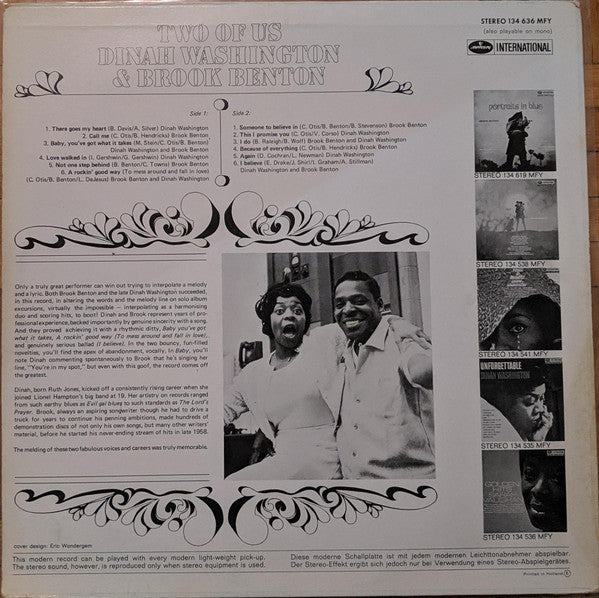 STEREO 134 636 MFY
(also playable on mono)
INTERNATIONAL
TWO OF US
DINAH WASHINGTON
& BROOK BENTON
Side 1:
1. There goes my heart (B. Davis/A. Silver) Dinah Washington
2. Call me (C. Otis/B. Hendricks) Brook Benton
3. Baby, you've got what it takes (M. Stein/C. Otis/B. Benton)
Dinah Washington and Brook Benton
4. Love walked in (I. Gershwin/G. Gershwin) Dinah Washington
5. Not one step behind (B. Benton/C. Towns) Brook Benton
6. A rockin' good way (To mess around and fall in love)
(C. Otis/B. Benton/L. DeJesus) Brook Benton and Dinah Washington
Side 2:
1. Someone to believe in (C. Otis/B. Benton/B. Stevenson) Brook Benton
2. This I promise you (C. Otis/V. Corso) Dinah Washington
3. I do (B. Raleigh/B. Wolf) Brook Benton and Dinah Washington
4. Because of everything (C. Otis/B. Hendricks) Brook Benton
5. Again (D. Cochran/L. Newman) Dinah Washington
6. I believe (E. Drake/J. Shirl/I. Graham/A. Stillman)
Dinah Washington and Brook Benton
Only a truly great performer can win out trying to interpolate a melody
and a lyric. Both Brook Benton and the late Dinah Washington succeeded,
in this record, in altering the words and the melody line on solo album
excursions, virtually the impossible — interpolating as a harmonising
duo and scoring hits, to boot! Dinah and Brook represent years of pro-
fessional experience, backed importantly by genuine sincerity with a song.
And they proved achieving it with a rhythmic ditty, Baby you've got
what it takes, A rockin' good way (To mess around and fall in love),
and genuinely serious ballad (I believe). In the two bouncy, fun-filled
novelties, you'll find the apex of abandonment, vocally. In Baby, you'll
note Dinah commenting spontaneously to Brook that he's singing her
line, "You're in my spot," but even with this goof, the record comes off
the greatest.
Dinah, born Ruth Jones, kicked off a consistently rising career when she
joined Lionel Hampton's big band at 19. Her artistry on records ranged
from such earthy blues as Evil gal blues to such standards as The Lord's
Prayer. Brook, always an aspiring songwriter though he had to drive a
truck for years to continue his penning ambitions, made hundreds of
demonstration discs of not only his own songs, but many other writers'
material, before he started his never-ending stream of hits in late 1958.
The melding of these two fabulous voices and careers was truly memorable.
portraits in blue
STEREO 134 619 MFY
STEREO 134 538 MFY
STEREO 134 541 MFY
UNFORGETTABLE
DINAH WASHINGTON
STEREO 134 535 MFY
GOLDEN
HITS
STEREO 134 536 MFY
cover design: Eric Wondergem
This modern record can be played with every modern light-weight pick-up.
The stereo sound, however, is reproduced only when stereo equipment is used.
Diese moderne Schallplatte ist mit jedem modernen Leichttonabnehmer abspielbar.
Der Stereo-Effekt ergibt sich jedoch nur bei Verwendung eines Stereo-Abspielgerätes.
Printed in Holland